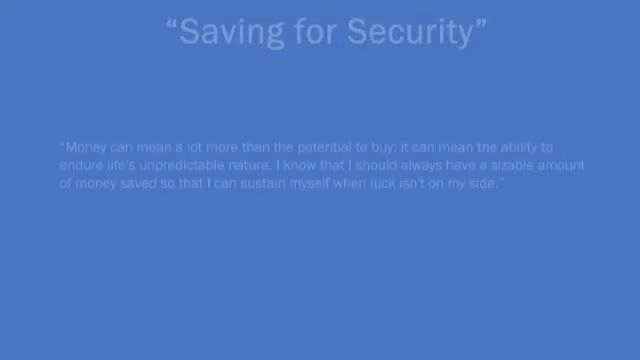 “Saving for Security”
“Money can mean a lot more than the potential to buy; it can mean the ability to
endure life's unpredictable nature. I know that I should always have a sizable amount
of money saved so that I can sustain myself when luck isn't on my side.”